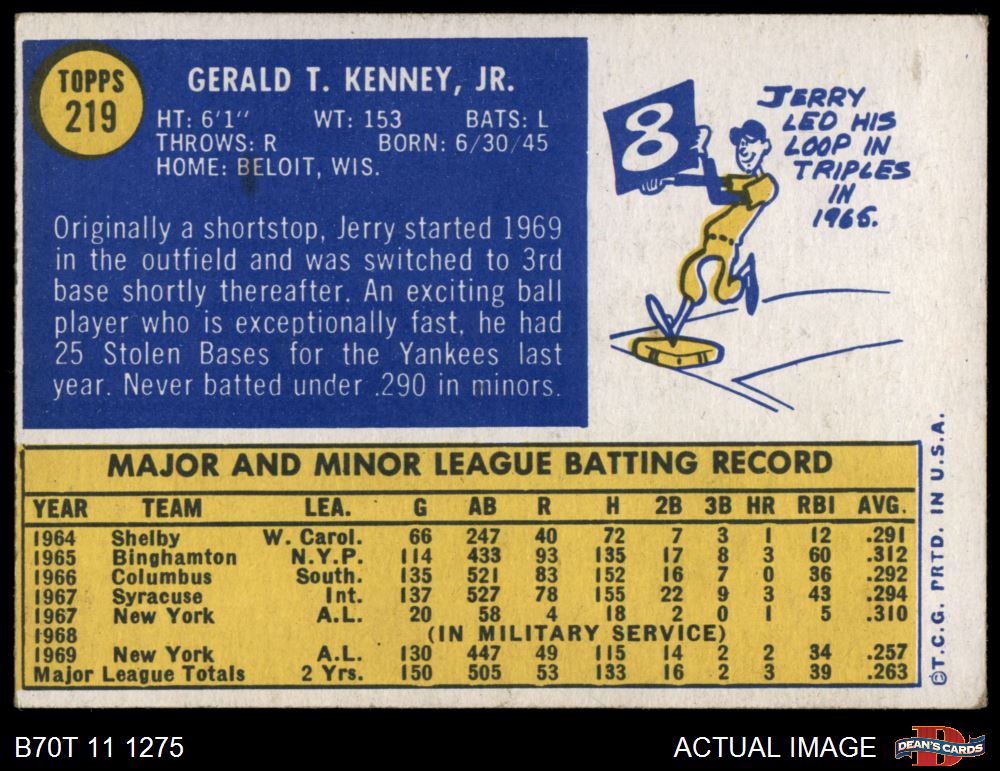 TOPPS
219
GERALD T. KENNEY, JR.
HT: 6'1" WT: 153 BATS: L
THROWS: R BORN: 6/30/45
HOME: BELOIT, WIS.
Originally a shortstop, Jerry started 1969
in the outfield and was switched to 3rd
base shortly thereafter. An exciting ball
player who is exceptionally fast, he had
25 Stolen Bases for the Yankees last
year. Never batted under .290 in minors.
8
JERRY
LED HIS
LOOP IN
TRIPLES
IN
1965.
MAJOR AND MINOR LEAGUE BATTING RECORD
YEAR TEAM LEA. G AB R H 2B 3B HR RBI AVG.
1964 Shelby W. Carol. 66 247 40 72 7 3 1 12 .291
1965 Binghamton N.Y.P. 114 433 93 135 17 8 3 60 .312
1966 Columbus South. 135 521 83 152 16 7 0 36 .292
1967 Syracuse Int. 137 527 78 155 22 9 3 43 .294
1967 New York A.L. 20 58 4 18 2 0 1 5 .310
1968 (IN MILITARY SERVICE)
1969 New York A.L. 130 447 49 115 14 2 2 34 .257
Major League Totals 2 Yrs. 150 505 53 133 16 2 3 39 .263
©T.C.G. PRTD. IN U.S.A.
B70T 11 1275
ACTUAL IMAGE
DEAN'S CARDS